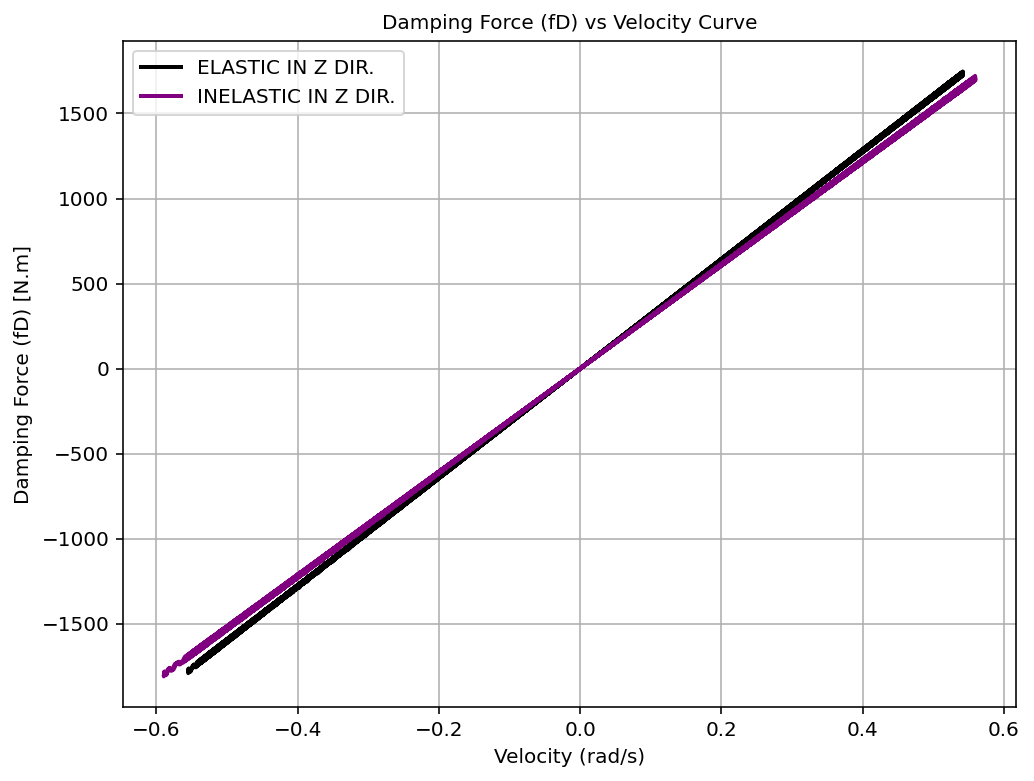 Damping Force (fD) vs Velocity Curve
ELASTIC IN Z DIR.
INELASTIC IN Z DIR.
Damping Force (fD) [N.m]
1500
1000
500
0
−500
−1000
−1500
−0.6 −0.4 −0.2 0.0 0.2 0.4 0.6
Velocity (rad/s)